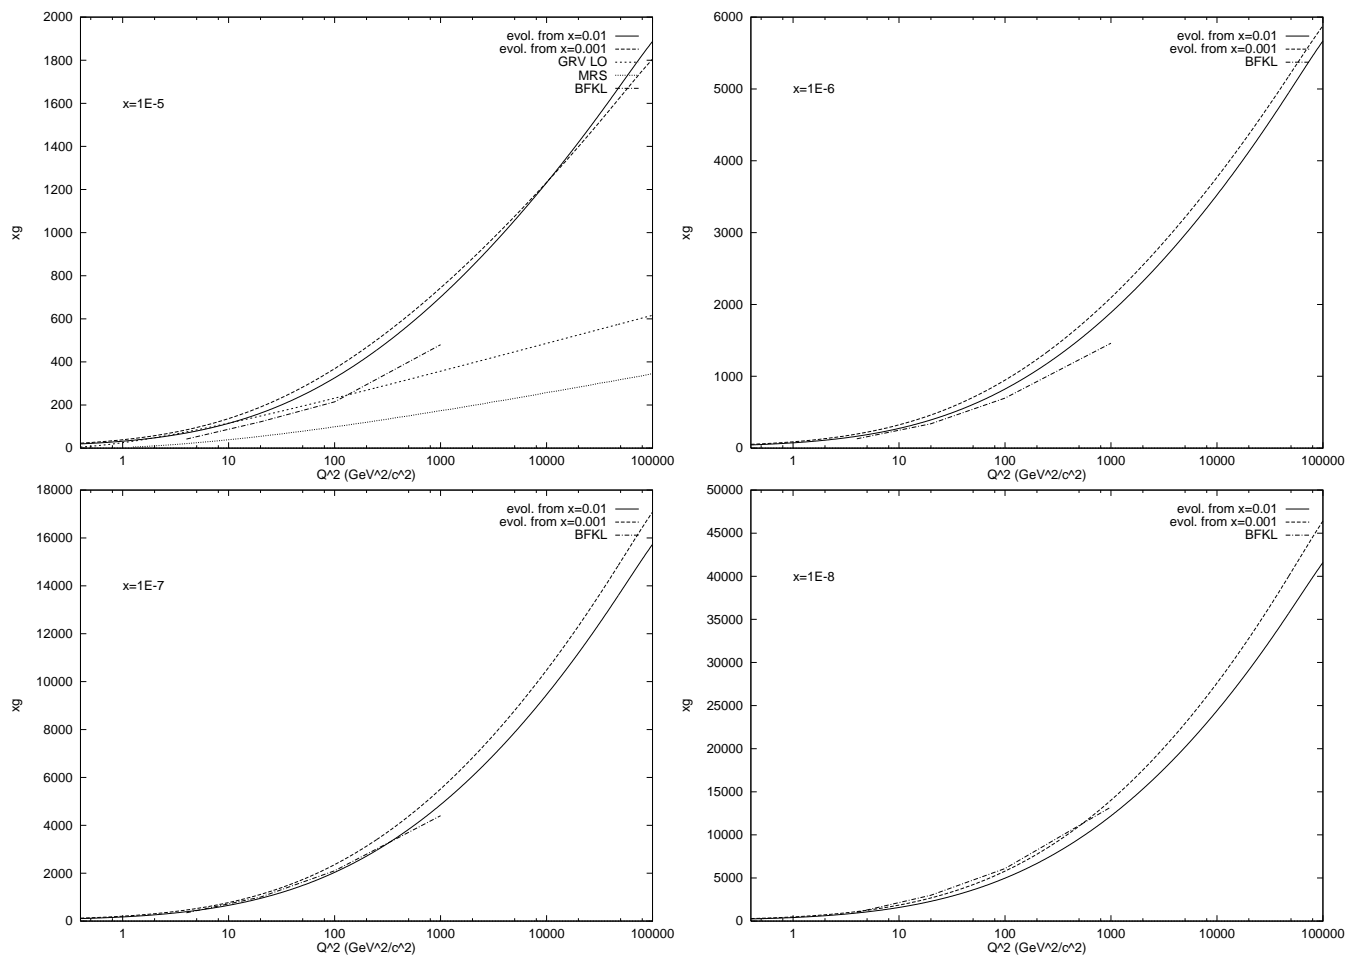 2000
1800
1600
1400
1200
1000
800
600
400
200
0
xg
x=1E-5
evol. from x=0.01
evol. from x=0.001
GRV LO
MRS
BFKL
1 10 100 1000 10000 100000
Q^2 (GeV^2/c^2)
6000
5000
4000
3000
2000
1000
0
xg
x=1E-6
evol. from x=0.01
evol. from x=0.001
BFKL
1 10 100 1000 10000 100000
Q^2 (GeV^2/c^2)
18000
16000
14000
12000
10000
8000
6000
4000
2000
0
xg
x=1E-7
evol. from x=0.01
evol. from x=0.001
BFKL
1 10 100 1000 10000 100000
Q^2 (GeV^2/c^2)
50000
45000
40000
35000
30000
25000
20000
15000
10000
5000
0
xg
x=1E-8
evol. from x=0.01
evol. from x=0.001
BFKL
1 10 100 1000 10000 100000
Q^2 (GeV^2/c^2)